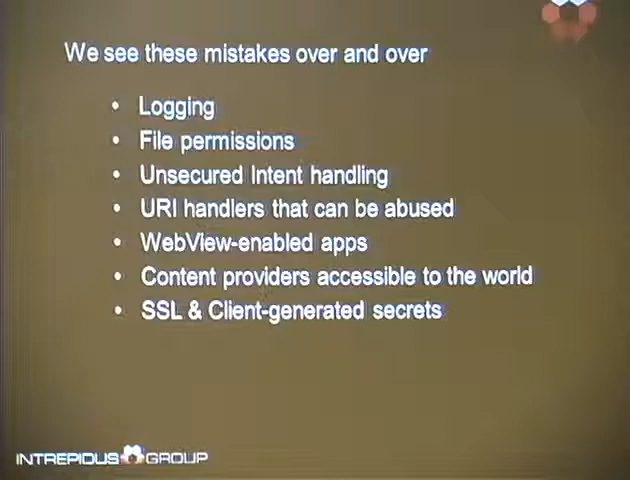 We see these mistakes over and over
• Logging
• File permissions
• Unsecured Intent handling
• URI handlers that can be abused
• WebView-enabled apps
• Content providers accessible to the world
• SSL & Client-generated secrets
INTREPIDUS GROUP